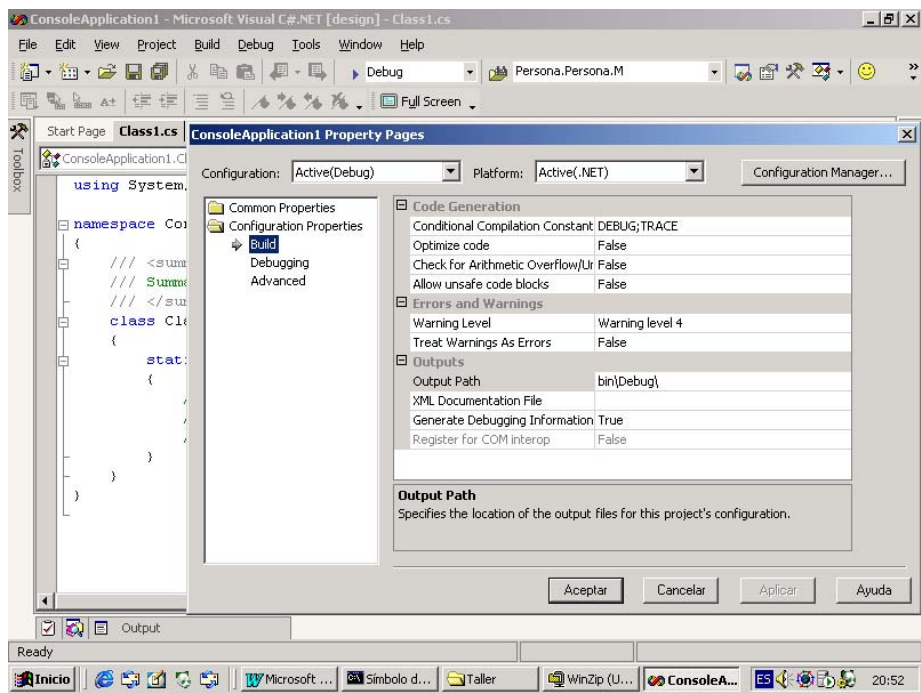 ConsoleApplication1 - Microsoft Visual C#.NET [design] - Class1.cs
File Edit View Project Build Debug Tools Window Help
Debug Persona.Persona.M
Full Screen
Toolbox
Start Page Class1.cs
ConsoleApplication1.Cl
using System
namespace Con
{
/// <summ
/// Summa
/// </sum
class Cla
{
stat
{
}
}
}
ConsoleApplication1 Property Pages
Configuration: Active(Debug) Platform: Active(.NET) Configuration Manager...
Common Properties
Configuration Properties
Build
Debugging
Advanced
Code Generation
Conditional Compilation Constant DEBUG;TRACE
Optimize code False
Check for Arithmetic Overflow/Ur False
Allow unsafe code blocks False
Errors and Warnings
Warning Level Warning level 4
Treat Warnings As Errors False
Outputs
Output Path bin\Debug\
XML Documentation File
Generate Debugging Information True
Register for COM interop False
Output Path
Specifies the location of the output files for this project's configuration.
Aceptar Cancelar Aplicar Ayuda
Output
Ready
Inicio Microsoft ... Símbolo d... Taller WinZip (U... ConsoleA... ES 20:52